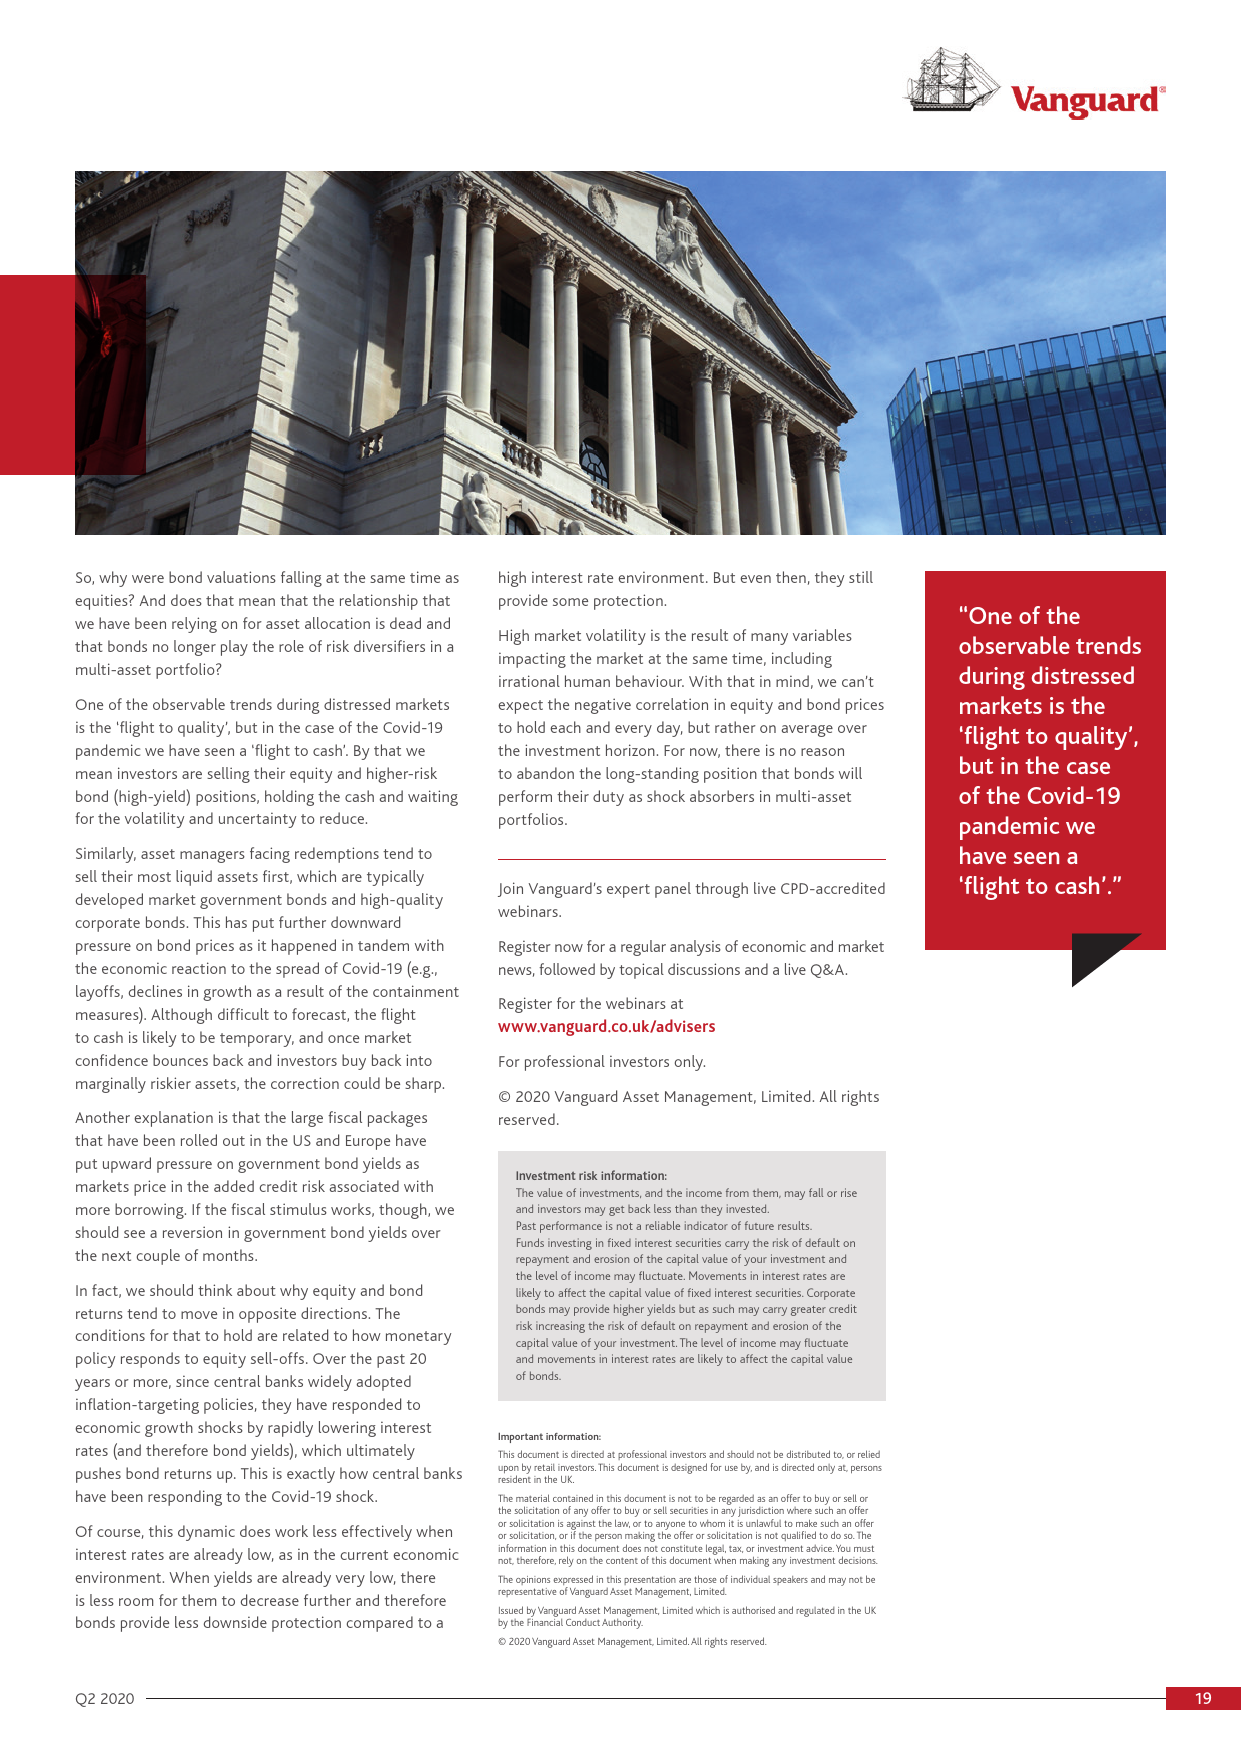 Vanguard®
So, why were bond valuations falling at the same time as
equities? And does that mean that the relationship that
we have been relying on for asset allocation is dead and
that bonds no longer play the role of risk diversifiers in a
multi-asset portfolio?
One of the observable trends during distressed markets
is the ‘flight to quality’, but in the case of the Covid-19
pandemic we have seen a ‘flight to cash’. By that we
mean investors are selling their equity and higher-risk
bond (high-yield) positions, holding the cash and waiting
for the volatility and uncertainty to reduce.
Similarly, asset managers facing redemptions tend to
sell their most liquid assets first, which are typically
developed market government bonds and high-quality
corporate bonds. This has put further downward
pressure on bond prices as it happened in tandem with
the economic reaction to the spread of Covid-19 (e.g.,
layoffs, declines in growth as a result of the containment
measures). Although difficult to forecast, the flight
to cash is likely to be temporary, and once market
confidence bounces back and investors buy back into
marginally riskier assets, the correction could be sharp.
Another explanation is that the large fiscal packages
that have been rolled out in the US and Europe have
put upward pressure on government bond yields as
markets price in the added credit risk associated with
more borrowing. If the fiscal stimulus works, though, we
should see a reversion in government bond yields over
the next couple of months.
In fact, we should think about why equity and bond
returns tend to move in opposite directions. The
conditions for that to hold are related to how monetary
policy responds to equity sell-offs. Over the past 20
years or more, since central banks widely adopted
inflation-targeting policies, they have responded to
economic growth shocks by rapidly lowering interest
rates (and therefore bond yields), which ultimately
pushes bond returns up. This is exactly how central banks
have been responding to the Covid-19 shock.
Of course, this dynamic does work less effectively when
interest rates are already low, as in the current economic
environment. When yields are already very low, there
is less room for them to decrease further and therefore
bonds provide less downside protection compared to a
high interest rate environment. But even then, they still
provide some protection.
High market volatility is the result of many variables
impacting the market at the same time, including
irrational human behaviour. With that in mind, we can’t
expect the negative correlation in equity and bond prices
to hold each and every day, but rather on average over
the investment horizon. For now, there is no reason
to abandon the long-standing position that bonds will
perform their duty as shock absorbers in multi-asset
portfolios.
Join Vanguard’s expert panel through live CPD-accredited
webinars.
Register now for a regular analysis of economic and market
news, followed by topical discussions and a live Q&A.
Register for the webinars at
www.vanguard.co.uk/advisers
For professional investors only.
© 2020 Vanguard Asset Management, Limited. All rights
reserved.
Investment risk information:
The value of investments, and the income from them, may fall or rise
and investors may get back less than they invested.
Past performance is not a reliable indicator of future results.
Funds investing in fixed interest securities carry the risk of default on
repayment and erosion of the capital value of your investment and
the level of income may fluctuate. Movements in interest rates are
likely to affect the capital value of fixed interest securities. Corporate
bonds may provide higher yields but as such may carry greater credit
risk increasing the risk of default on repayment and erosion of the
capital value of your investment. The level of income may fluctuate
and movements in interest rates are likely to affect the capital value
of bonds.
Important information:
This document is directed at professional investors and should not be distributed to, or relied
upon by retail investors. This document is designed for use by, and is directed only at, persons
resident in the UK.
The material contained in this document is not to be regarded as an offer to buy or sell or
the solicitation of any offer to buy or sell securities in any jurisdiction where such an offer
or solicitation is against the law, or to anyone to whom it is unlawful to make such an offer
or solicitation, or if the person making the offer or solicitation is not qualified to do so. The
information in this document does not constitute legal, tax, or investment advice. You must
not, therefore, rely on the content of this document when making any investment decisions.
The opinions expressed in this presentation are those of individual speakers and may not be
representative of Vanguard Asset Management, Limited.
Issued by Vanguard Asset Management, Limited which is authorised and regulated in the UK
by the Financial Conduct Authority.
© 2020 Vanguard Asset Management, Limited. All rights reserved.
“One of the
observable trends
during distressed
markets is the
‘flight to quality’,
but in the case
of the Covid-19
pandemic we
have seen a
‘flight to cash’.”
Q2 2020
19